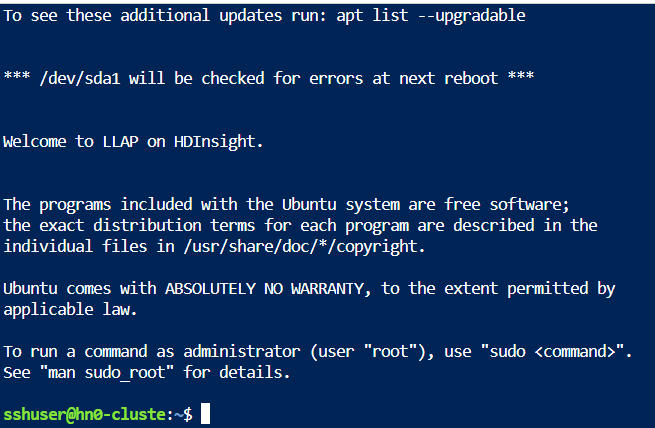 To see these additional updates run: apt list --upgradable
*** /dev/sda1 will be checked for errors at next reboot ***
Welcome to LLAP on HDInsight.
The programs included with the Ubuntu system are free software;
the exact distribution terms for each program are described in the
individual files in /usr/share/doc/*/copyright.
Ubuntu comes with ABSOLUTELY NO WARRANTY, to the extent permitted by
applicable law.
To run a command as administrator (user "root"), use "sudo <command>".
See "man sudo_root" for details.
sshuser@hn0-cluste:~$